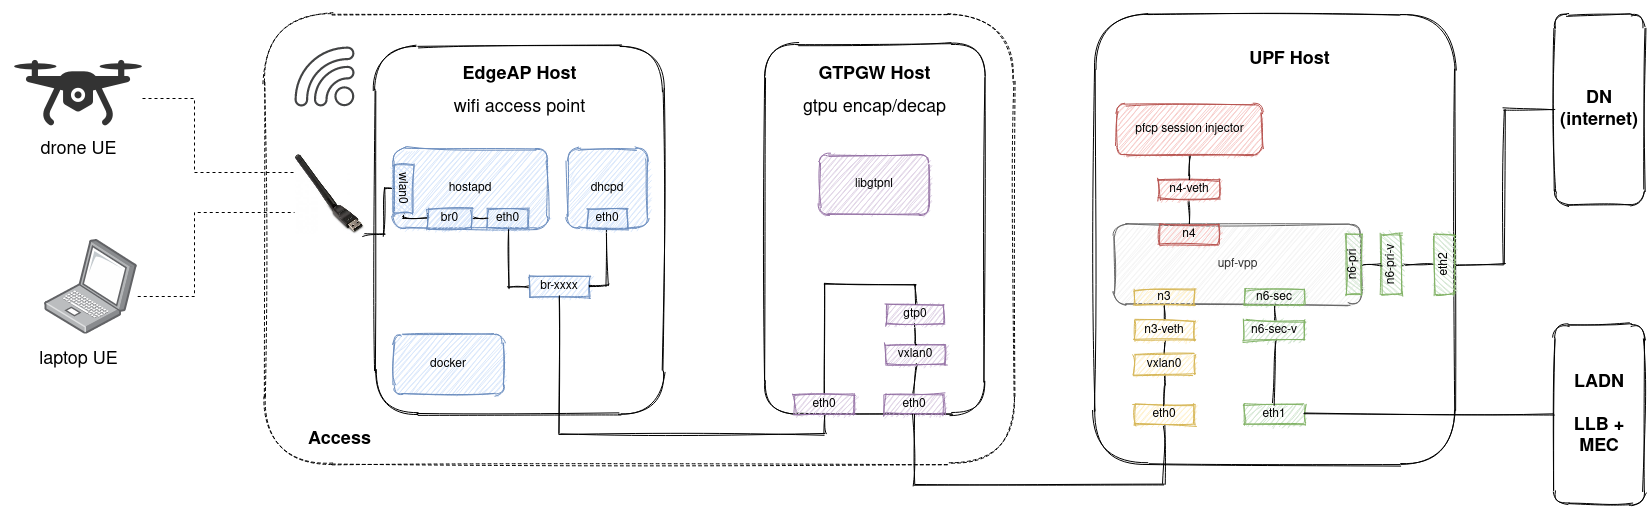 drone UE
laptop UE
Access
EdgeAP Host
wifi access point
wlan0
hostapd
br0
eth0
dhcpd
eth0
br-xxxx
docker
GTPGW Host
gtpu encap/decap
libgtpnl
gtp0
vxlan0
eth0
eth0
UPF Host
pfcp session injector
n4-veth
n4
upf-vpp
n6-pri
n6-pri-v
eth2
n3
n6-sec
n3-veth
n6-sec-v
vxlan0
eth0
eth1
DN
(internet)
LADN
LLB +
MEC